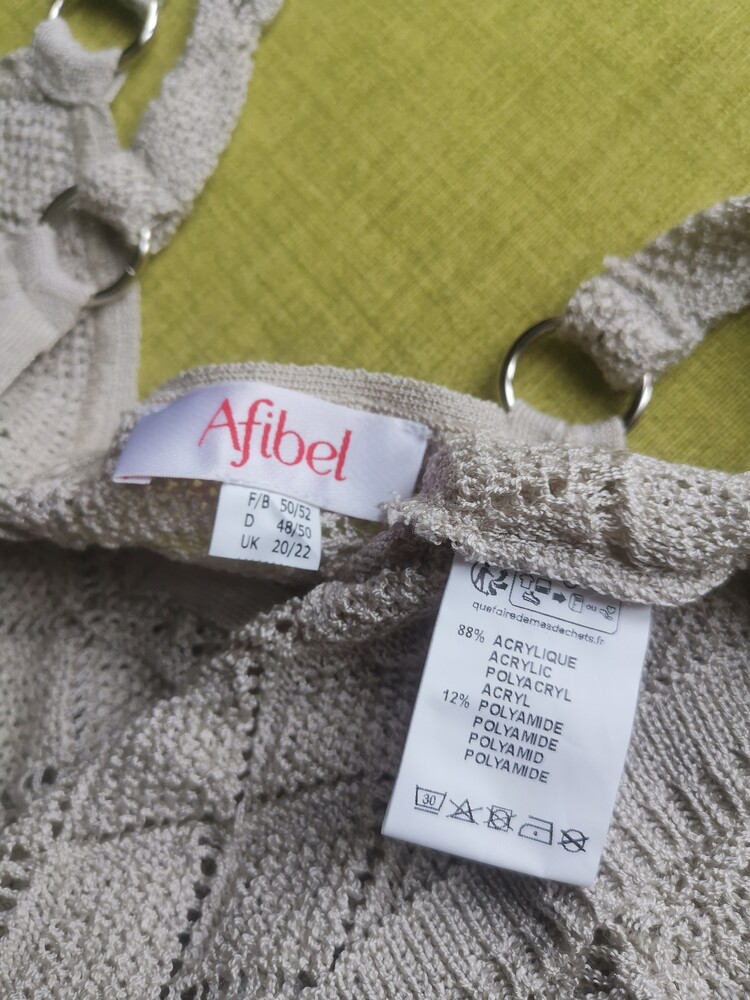 Afibel
F/B 50/52
D 48/50
UK 20/22
ou
quefairedemesdechets.fr
88% ACRYLIQUE
ACRYLIC
POLYACRYL
ACRYL
12% POLYAMIDE
POLYAMIDE
POLYAMID
POLYAMIDE
30